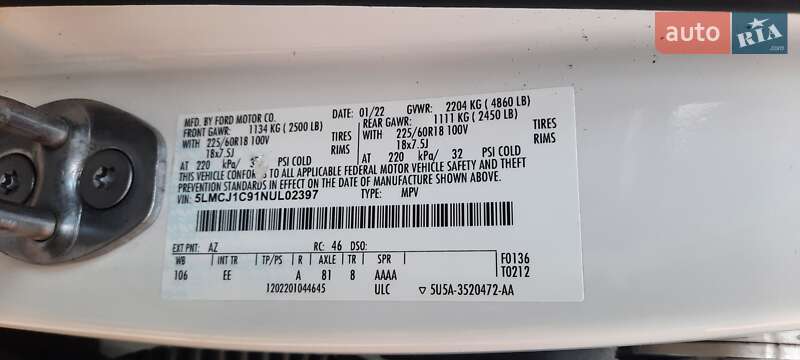 auto RIA.com
MFD. BY FORD MOTOR CO.
DATE: 01/22 GVWR: 2204 KG ( 4860 LB)
FRONT GAWR: 1134 KG ( 2500 LB) REAR GAWR: 1111 KG ( 2450 LB)
WITH 225/60R18 100V TIRES WITH 225/60R18 100V TIRES
18x7.5J RIMS 18x7.5J RIMS
AT 220 kPa/ PSI COLD AT 220 kPa/ 32 PSI COLD
THIS VEHICLE CONFORMS TO ALL APPLICABLE FEDERAL MOTOR VEHICLE SAFETY AND THEFT
PREVENTION STANDARDS IN EFFECT ON THE DATE OF MANUFACTURE SHOWN ABOVE.
VIN: 5LMCJ1C91NUL02397 TYPE: MPV
EXT PNT: AZ RC: 46 DSO: F0136
WB INT TR TP/PS R AXLE TR SPR T0212
106 EE A 81 8 AAAA
1202201044645 ULC ▽ 5U5A-3520472-AA